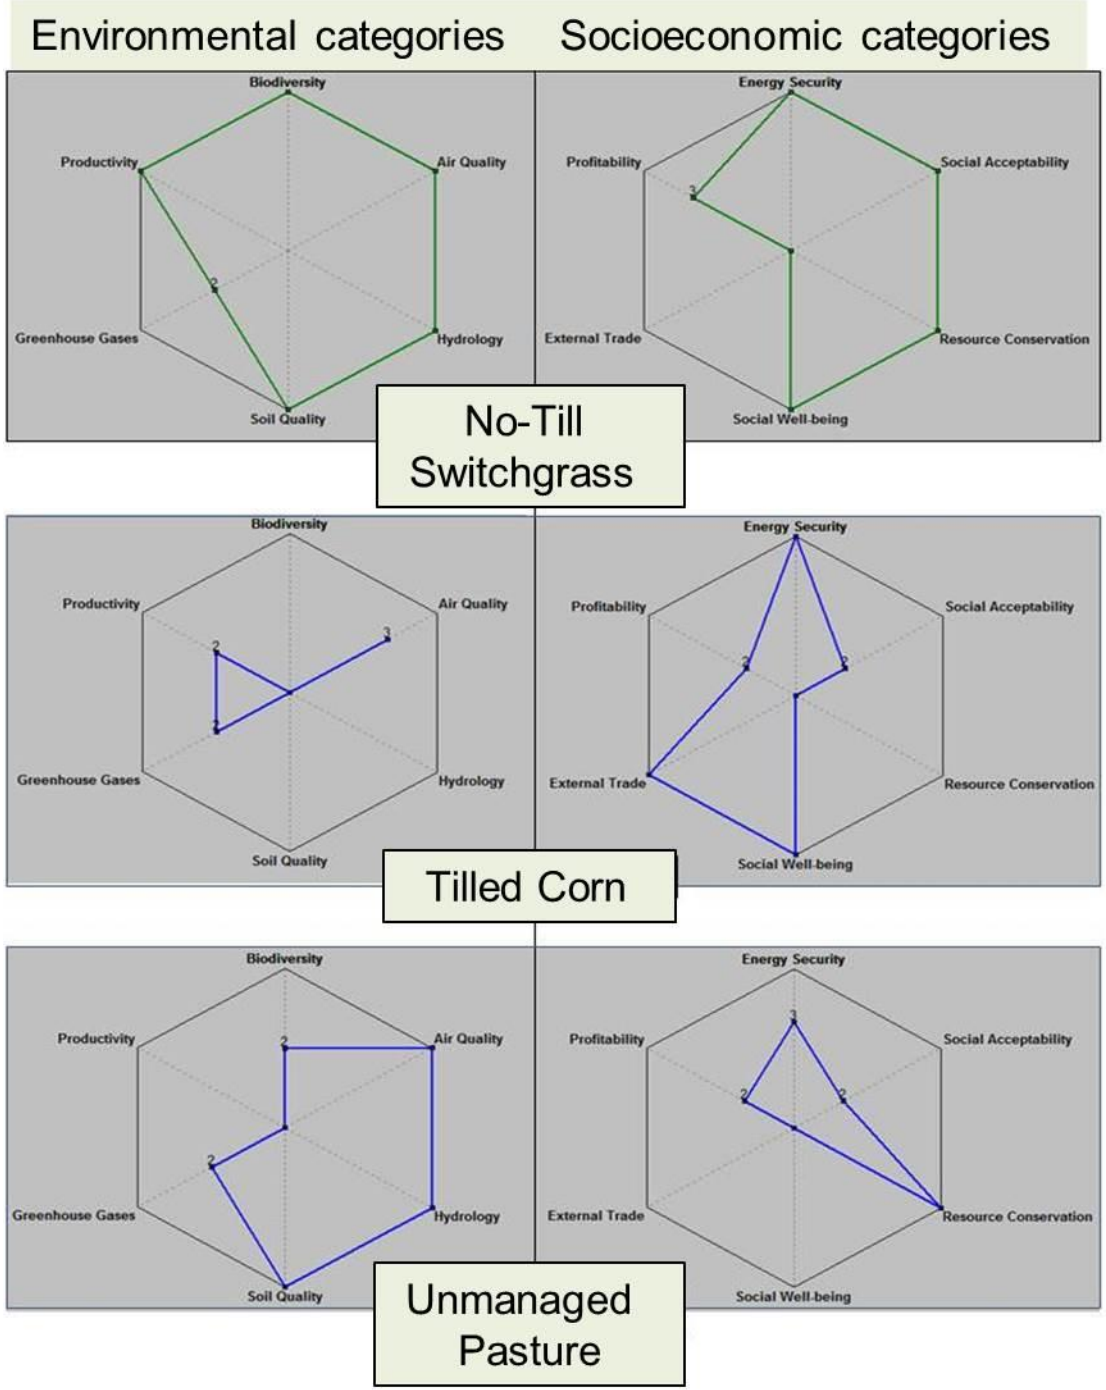 Environmental categories
Socioeconomic categories
Biodiversity
Productivity
Air Quality
2
Greenhouse Gases
Hydrology
Soil Quality
Energy Security
Profitability
Social Acceptability
3
External Trade
Resource Conservation
Social Well-being
No-Till
Switchgrass
Biodiversity
Productivity
Air Quality
2
3
2
Greenhouse Gases
Hydrology
Soil Quality
Energy Security
Profitability
Social Acceptability
2
2
External Trade
Resource Conservation
Social Well-being
Tilled Corn
Biodiversity
Productivity
Air Quality
2
2
Greenhouse Gases
Hydrology
Soil Quality
Energy Security
Profitability
Social Acceptability
3
2
2
External Trade
Resource Conservation
Social Well-being
Unmanaged
Pasture